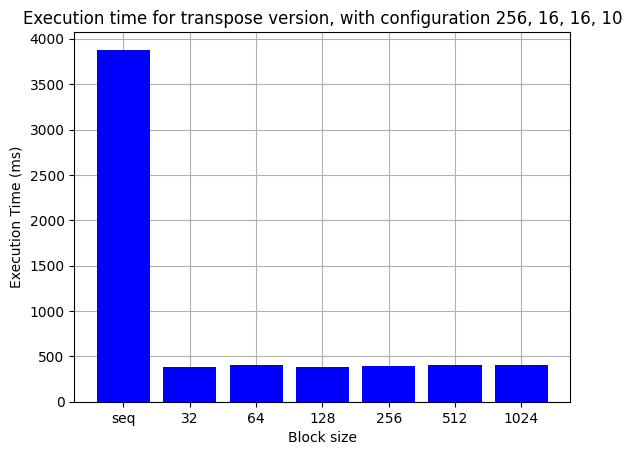 Execution time for transpose version, with configuration 256, 16, 16, 10
4000
3500
3000
2500
2000
1500
1000
500
0
Execution Time (ms)
seq 32 64 128 256 512 1024
Block size